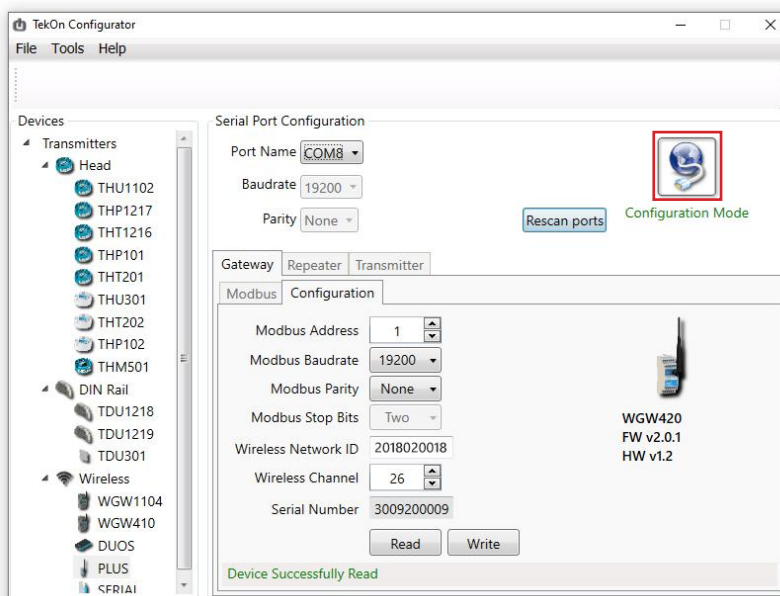 TekOn Configurator
File Tools Help
Devices
Transmitters
Head
THU1102
THP1217
THT1216
THP101
THT201
THU301
THT202
THP102
THM501
DIN Rail
TDU1218
TDU1219
TDU301
Wireless
WGW1104
WGW410
DUOS
PLUS
SERIAL
Serial Port Configuration
Port Name COM8
Baudrate 19200
Parity None
Rescan ports
Configuration Mode
Gateway Repeater Transmitter
Modbus Configuration
Modbus Address 1
Modbus Baudrate 19200
Modbus Parity None
Modbus Stop Bits Two
Wireless Network ID 2018020018
Wireless Channel 26
Serial Number 3009200009
Read Write
Device Successfully Read
WGW420
FW v2.0.1
HW v1.2